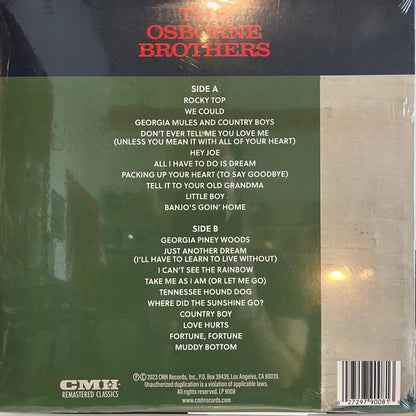 THE
OSBORNE
BROTHERS
SIDE A
ROCKY TOP
WE COULD
GEORGIA MULES AND COUNTRY BOYS
DON'T EVER TELL ME YOU LOVE ME
(UNLESS YOU MEAN IT WITH ALL OF YOUR HEART)
HEY JOE
ALL I HAVE TO DO IS DREAM
PACKING UP YOUR HEART (TO SAY GOODBYE)
TELL IT TO YOUR OLD GRANDMA
LITTLE BOY
BANJO'S GOIN' HOME
SIDE B
GEORGIA PINEY WOODS
JUST ANOTHER DREAM
(I'LL HAVE TO LEARN TO LIVE WITHOUT)
I CAN'T SEE THE RAINBOW
TAKE ME AS I AM (OR LET ME GO)
TENNESSEE HOUND DOG
WHERE DID THE SUNSHINE GO?
COUNTRY BOY
LOVE HURTS
FORTUNE, FORTUNE
MUDDY BOTTOM
CMH
REMASTERED CLASSICS
℗© 2023 CMH Records, Inc., P.O. Box 39439, Los Angeles, CA 90039.
Unauthorized duplication is a violation of applicable laws.
All rights reserved. LP 9008
www.cmhrecords.com
0 27297 90081